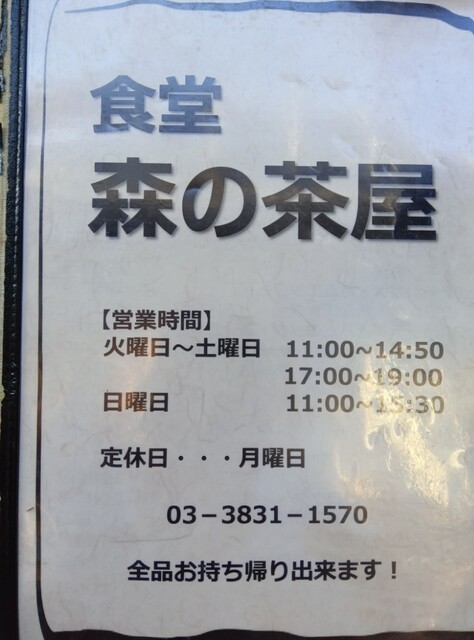 食堂
森の茶屋
【営業時間】
火曜日～土曜日 11:00~14:50
17:00~19:00
日曜日 11:00~15:30
定休日・・・月曜日
03－3831－1570
全品お持ち帰り出来ます！